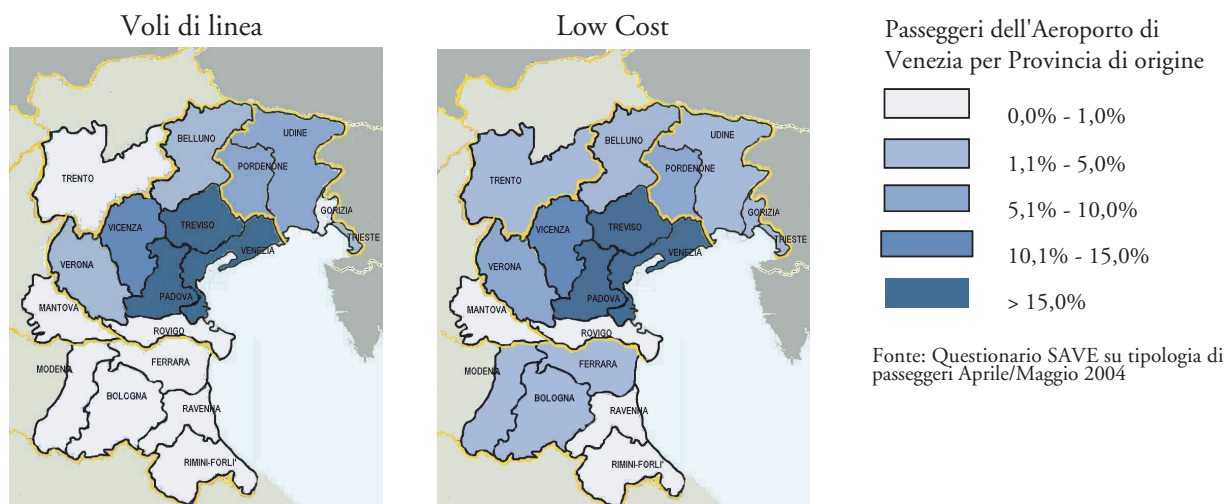 Voli di linea
BELLUNO
UDINE
PORDENONE
TRENTO
GORIZIA
VICENZA
TREVISO
TRIESTE
VENEZIA
VERONA
PADOVA
MANTOVA
ROVIGO
FERRARA
MODENA
BOLOGNA
RAVENNA
RIMINI-FORLI'
Low Cost
UDINE
BELLUNO
PORDENONE
TRENTO
GORIZIA
VICENZA
TREVISO
TRIESTE
VENEZIA
VERONA
PADOVA
MANTOVA
ROVIGO
FERRARA
MODENA
BOLOGNA
RAVENNA
RIMINI-FORLI'
Passeggeri dell'Aeroporto di
Venezia per Provincia di origine
0,0% - 1,0%
1,1% - 5,0%
5,1% - 10,0%
10,1% - 15,0%
> 15,0%
Fonte: Questionario SAVE su tipologia di
passeggeri Aprile/Maggio 2004